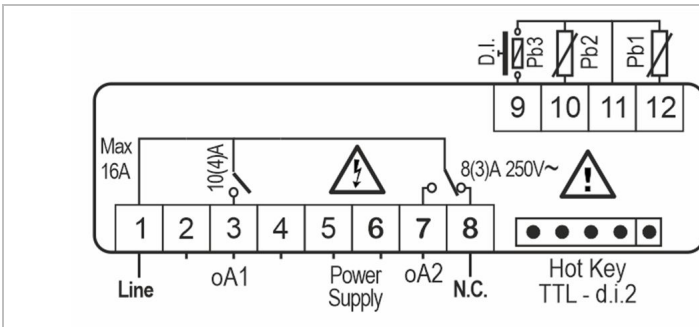 D.I.
Pb3
Pb2
Pb1
9 10 11 12
Max
16A
10(4)A
8(3)A 250V~
!
1 2 3 4 5 6 7 8
Line
oA1
Power
Supply
oA2
N.C.
Hot Key
TTL - d.i.2